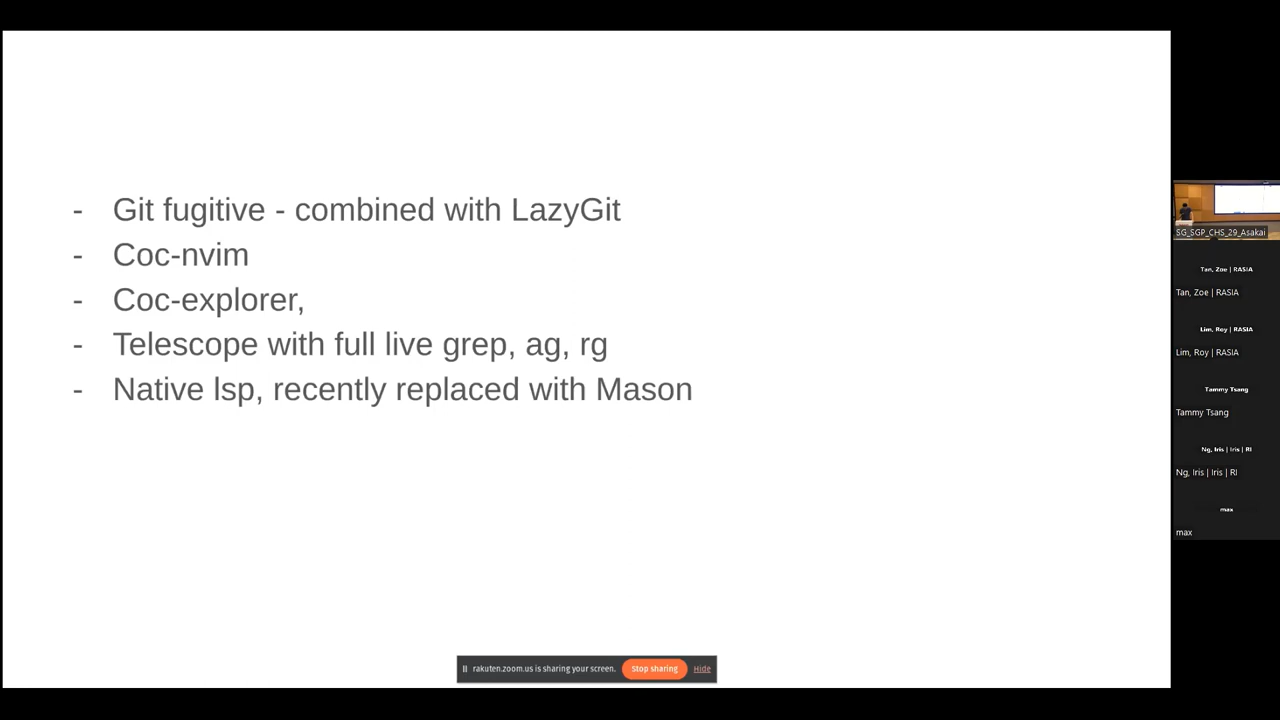 - Git fugitive - combined with LazyGit
- Coc-nvim
- Coc-explorer,
- Telescope with full live grep, ag, rg
- Native lsp, recently replaced with Mason
SG_SGP_CHS_29_Asakai
Tan, Zoe | RASIA
Tan, Zoe | RASIA
Lim, Roy | RASIA
Lim, Roy | RASIA
Tammy Tsang
Tammy Tsang
Ng, Iris | Iris | RI
Ng, Iris | Iris | RI
max
max
rakuten.zoom.us is sharing your screen. Stop sharing Hide